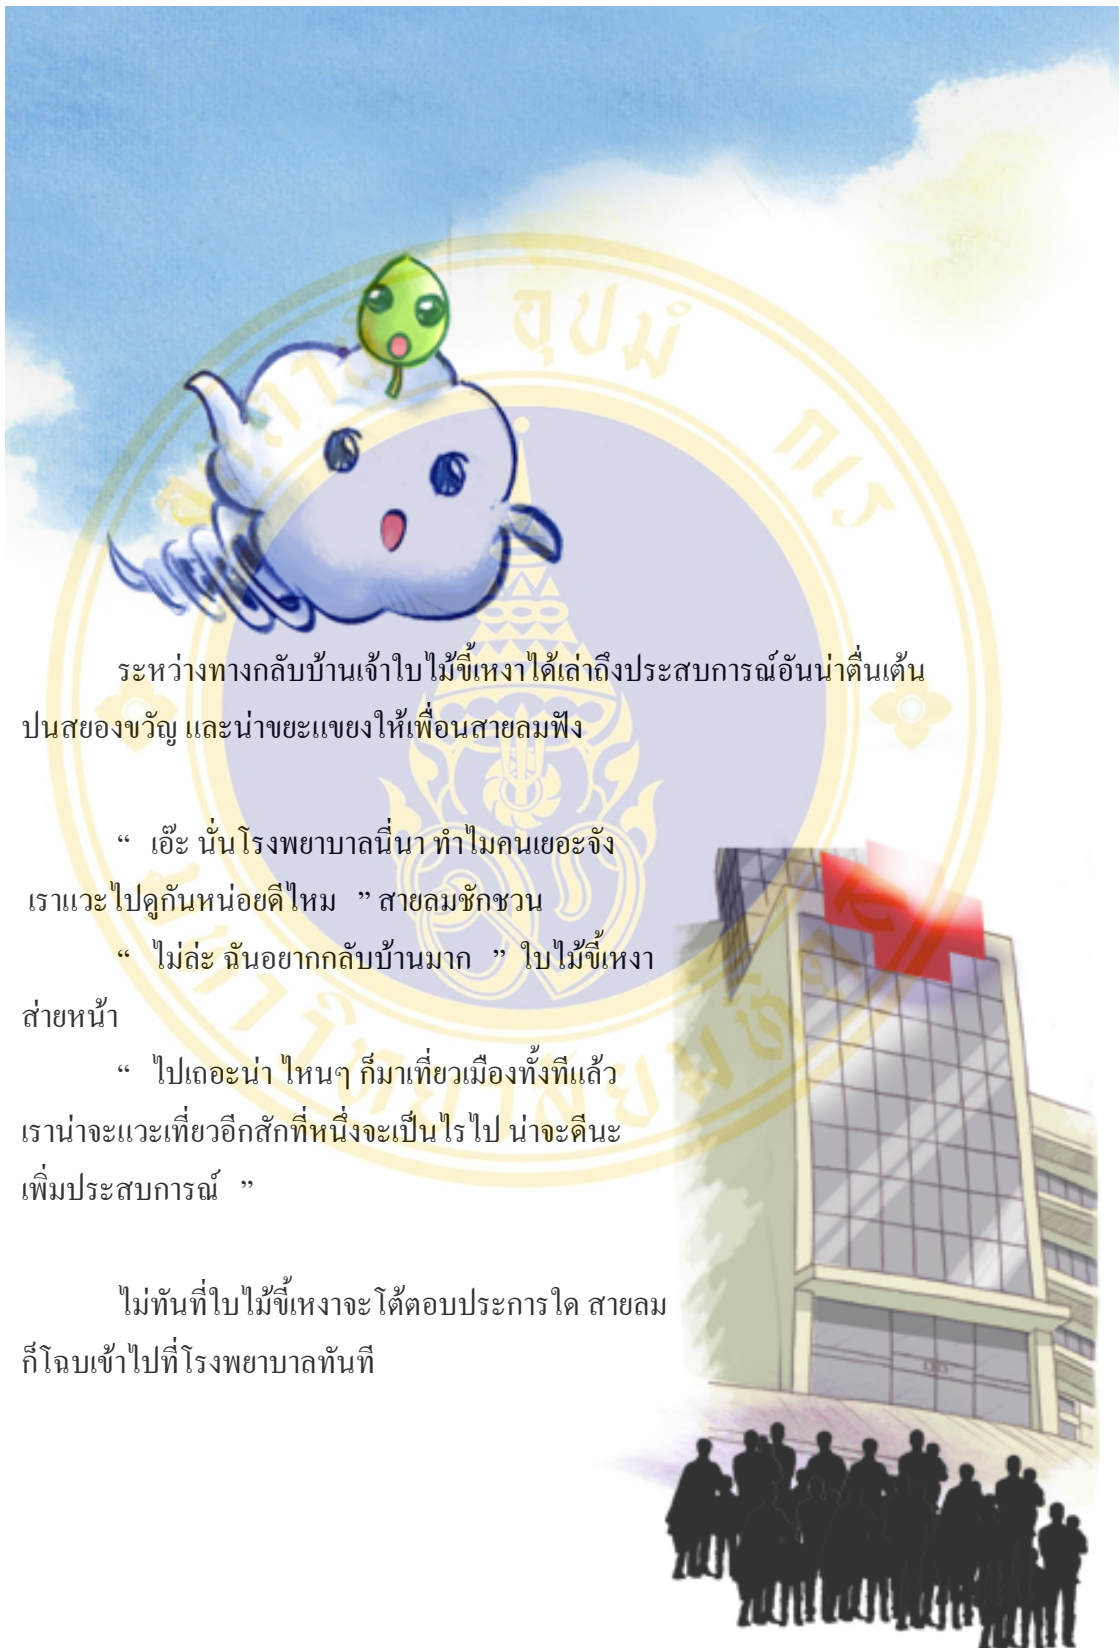 ระหว่างทางกลับบ้านเจ้าใบไม้ขี้เหงาได้เล่าถึงประสบการณ์อันน่าตื่นเต้น
ปนสยองขวัญ และน่าขยะแขยงให้เพื่อนสายลมฟัง
“ เอ๊ะ นั่นโรงพยาบาลนี่นา ทำไมคนเยอะจัง
เราแวะไปดูกันหน่อยดีไหม ” สายลมชักชวน
“ ไม่ล่ะ ฉันอยากกลับบ้านมาก ” ใบไม้ขี้เหงา
ส่ายหน้า
“ ไปเถอะน่า ไหนๆ ก็มาเที่ยวเมืองทั้งทีแล้ว
เราน่าจะแวะเที่ยวอีกสักที่หนึ่งจะเป็นไรไป น่าจะดีนะ
เพิ่มประสบการณ์ ”
ไม่ทันที่ใบไม้ขี้เหงาจะโต้ตอบประการใด สายลม
ก็โฉบเข้าไปที่โรงพยาบาลทันที
อุปมํ
กเร